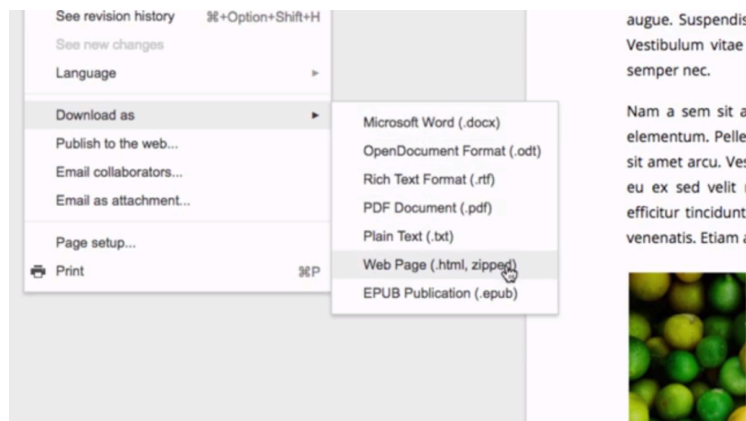 See revision history ⌘+Option+Shift+H
See new changes
Language
Download as
Publish to the web...
Email collaborators...
Email as attachment...
Page setup...
Print ⌘P
Microsoft Word (.docx)
OpenDocument Format (.odt)
Rich Text Format (.rtf)
PDF Document (.pdf)
Plain Text (.txt)
Web Page (.html, zipped)
EPUB Publication (.epub)
augue. Suspendis
Vestibulum vitae
semper nec.
Nam a sem sit a
elementum. Pelle
sit amet arcu. Ves
eu ex sed velit
efficitur tincidunt
venenatis. Etiam a